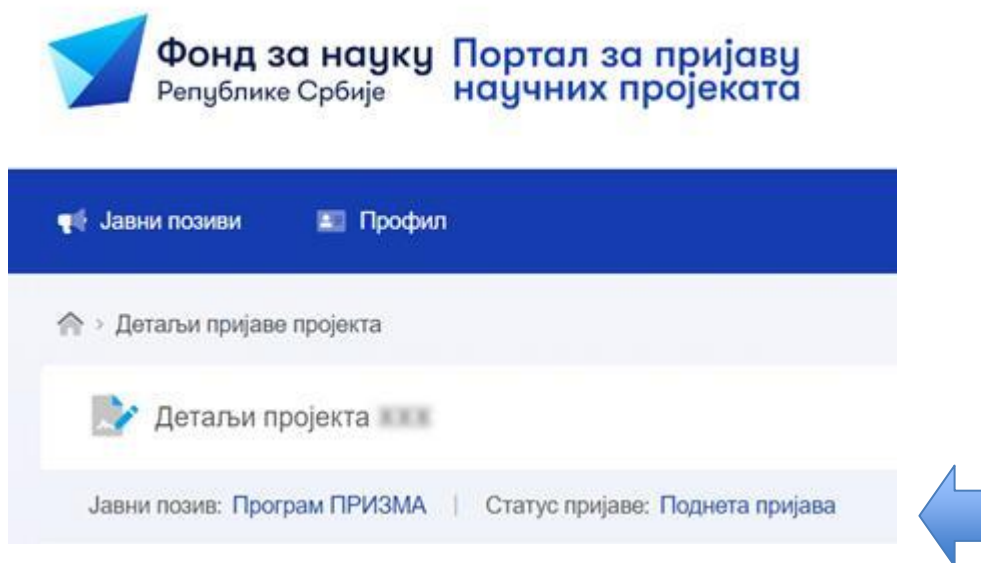 Фонд за науку
Републике Србије
Портал за пријаву
научних пројеката
Јавни позиви Профил
> Детаљи пријаве пројекта
Детаљи пројекта
Јавни позив: Програм ПРИЗМА | Статус пријаве: Поднета пријава